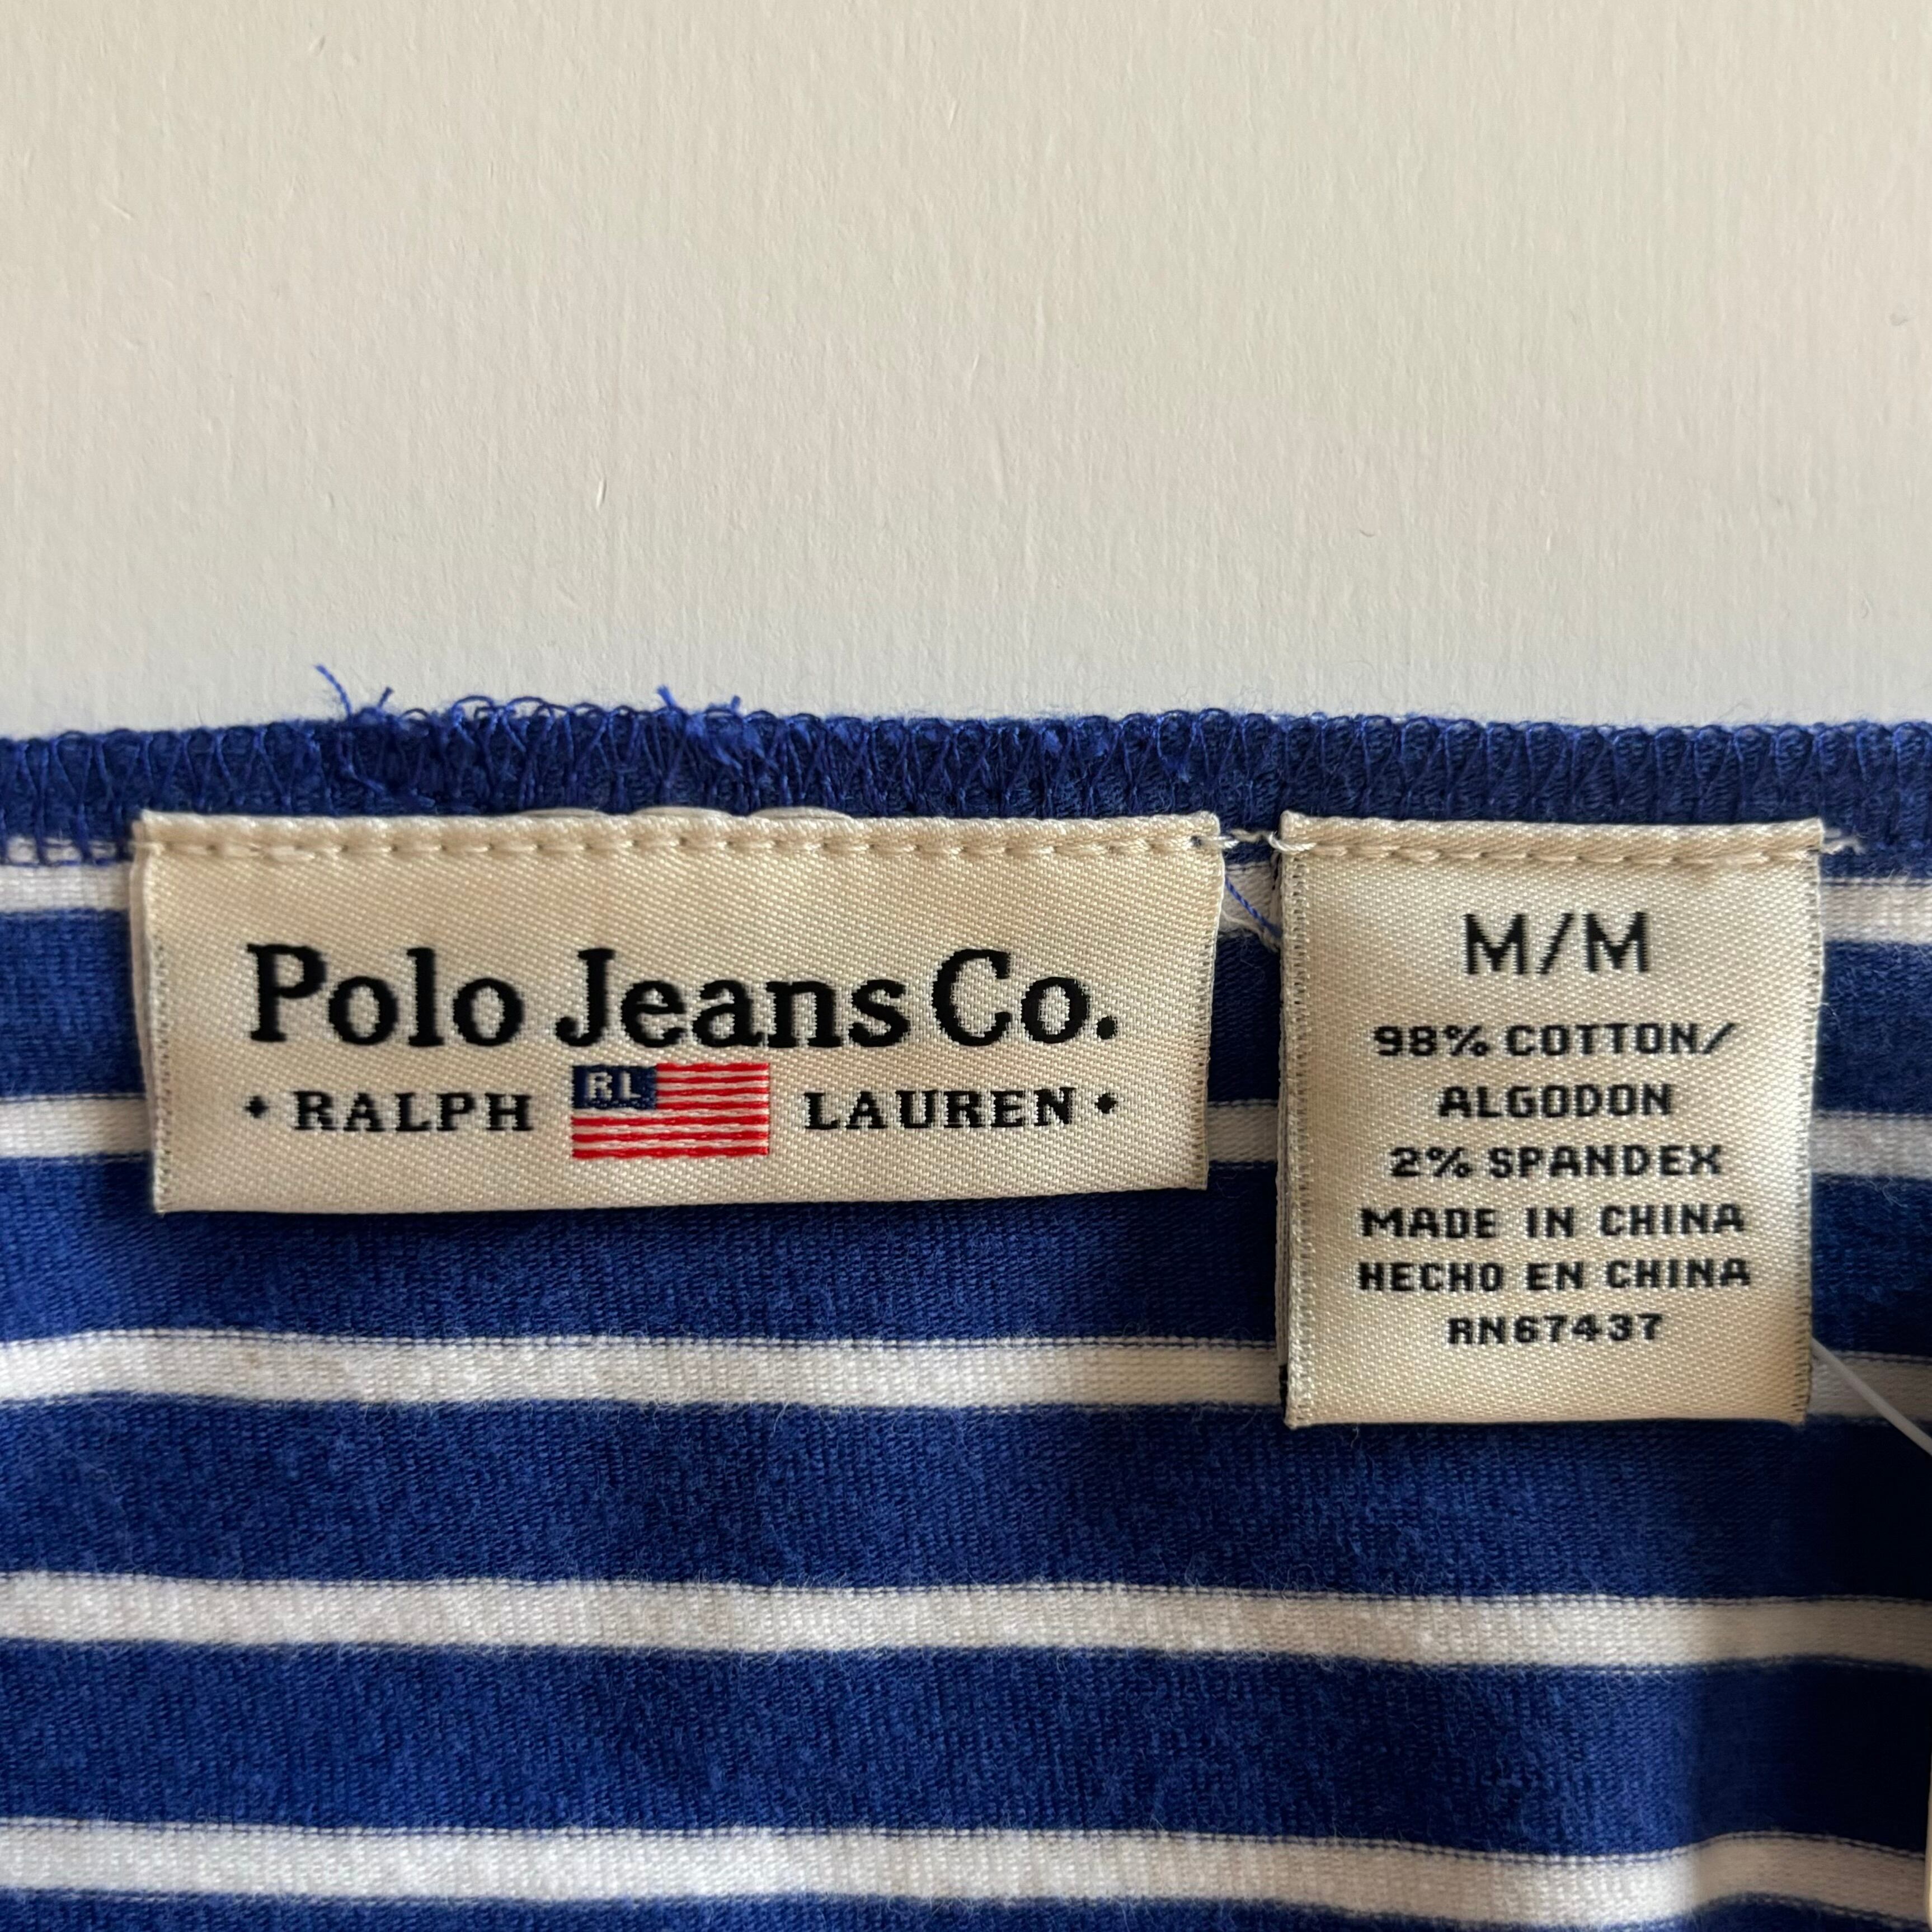 Polo Jeans Co.
RALPH RL LAUREN
M/M
98% COTTON/
ALGODON
2% SPANDEX
MADE IN CHINA
HECHO EN CHINA
RN67437